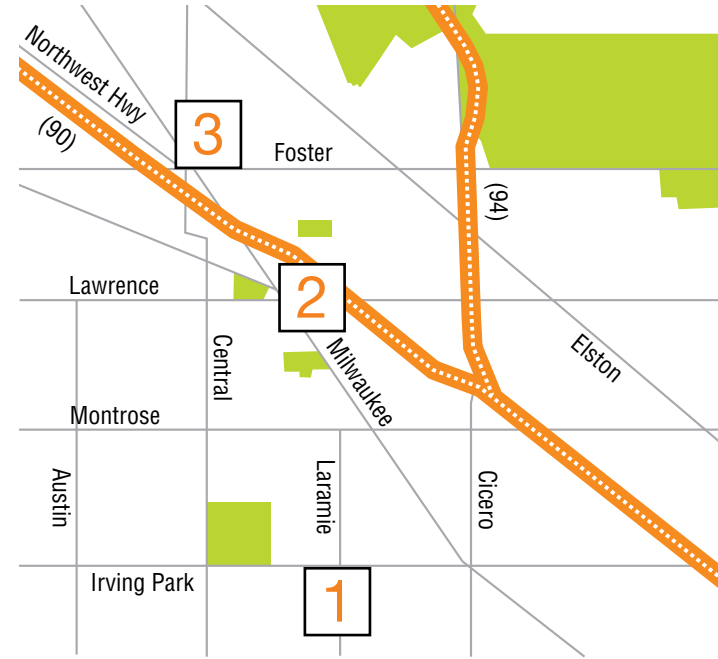 Northwest Hwy
(90)
3
Foster
(94)
Lawrence
2
Central
Milwaukee
Elston
Montrose
Austin
Laramie
Cicero
Irving Park
1